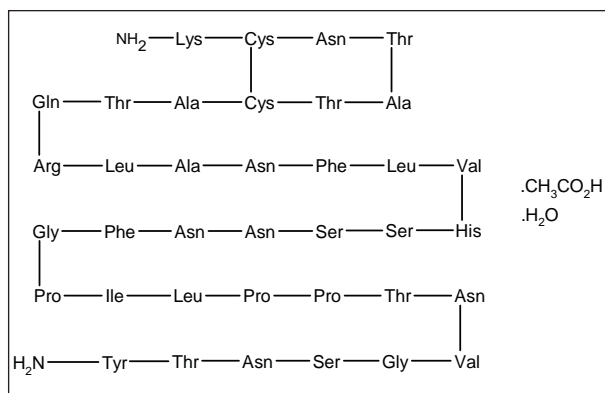 NH₂ Lys Cys Asn Thr
Gln Thr Ala Cys Thr Ala
Arg Leu Ala Asn Phe Leu Val
.CH₃CO₂H
.H₂O
Gly Phe Asn Asn Ser Ser His
Pro Ile Leu Pro Pro Thr Asn
H₂N Tyr Thr Asn Ser Gly Val